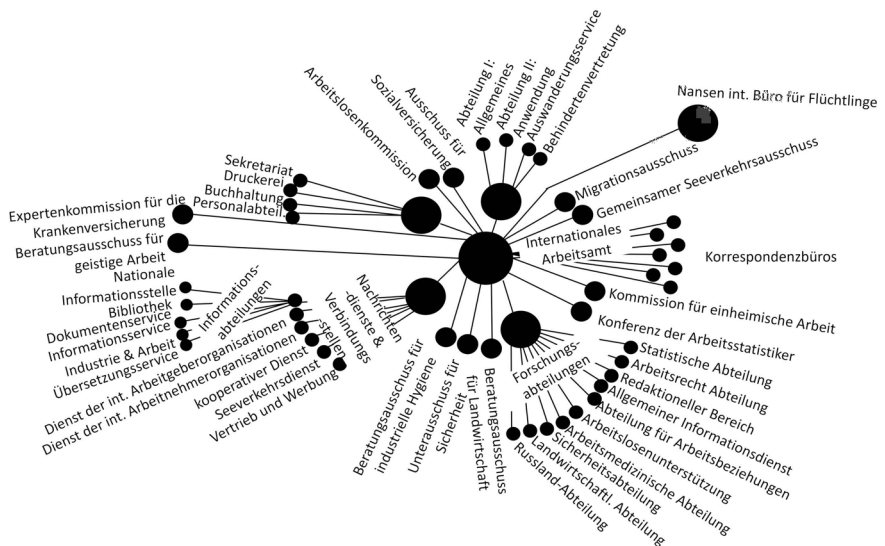 Nansen int. Büro für Flüchtlinge
Abteilung I:
Allgemeines
Abteilung II:
Anwendung
Auswanderungsservice
Behindertenvertretung
Ausschuss für
Sozialversicherung
Arbeitslosenkommission
Migrationsausschuss
Gemeinsamer Seeverkehrsausschuss
Sekretariat
Druckerei
Buchhaltung
Personalabteil.
Expertenkommission für die
Krankenversicherung
Beratungsausschuss für
geistige Arbeit
Internationales
Arbeitsamt
Korrespondenzbüros
Nationale
Informationsstelle
Bibliothek
Dokumentenservice
Informationsservice
Industrie & Arbeit
Übersetzungsservice
Informations-
abteilungen
Nachrichten
-dienste &
Verbindungs
-stellen
Dienst der int. Arbeitgeberorganisationen
Dienst der int. Arbeitnehmerorganisationen
kooperativer Dienst
Seeverkehrsdienst
Vertrieb und Werbung
Beratungsausschuss für
industrielle Hygiene
Unterausschuss für
Sicherheit
Beratungsausschuss
für Landwirtschaft
Kommission für einheimische Arbeit
Konferenz der Arbeitsstatistiker
Forschungs-
abteilungen
Statistische Abteilung
Arbeitsrecht Abteilung
Redaktioneller Bereich
Allgemeiner Informationsdienst
Abteilung für Arbeitsbeziehungen
Arbeitslosenunterstützung
Arbeitsmedizinische Abteilung
Sicherheitsabteilung
Landwirtschaftl. Abteilung
Russland-Abteilung